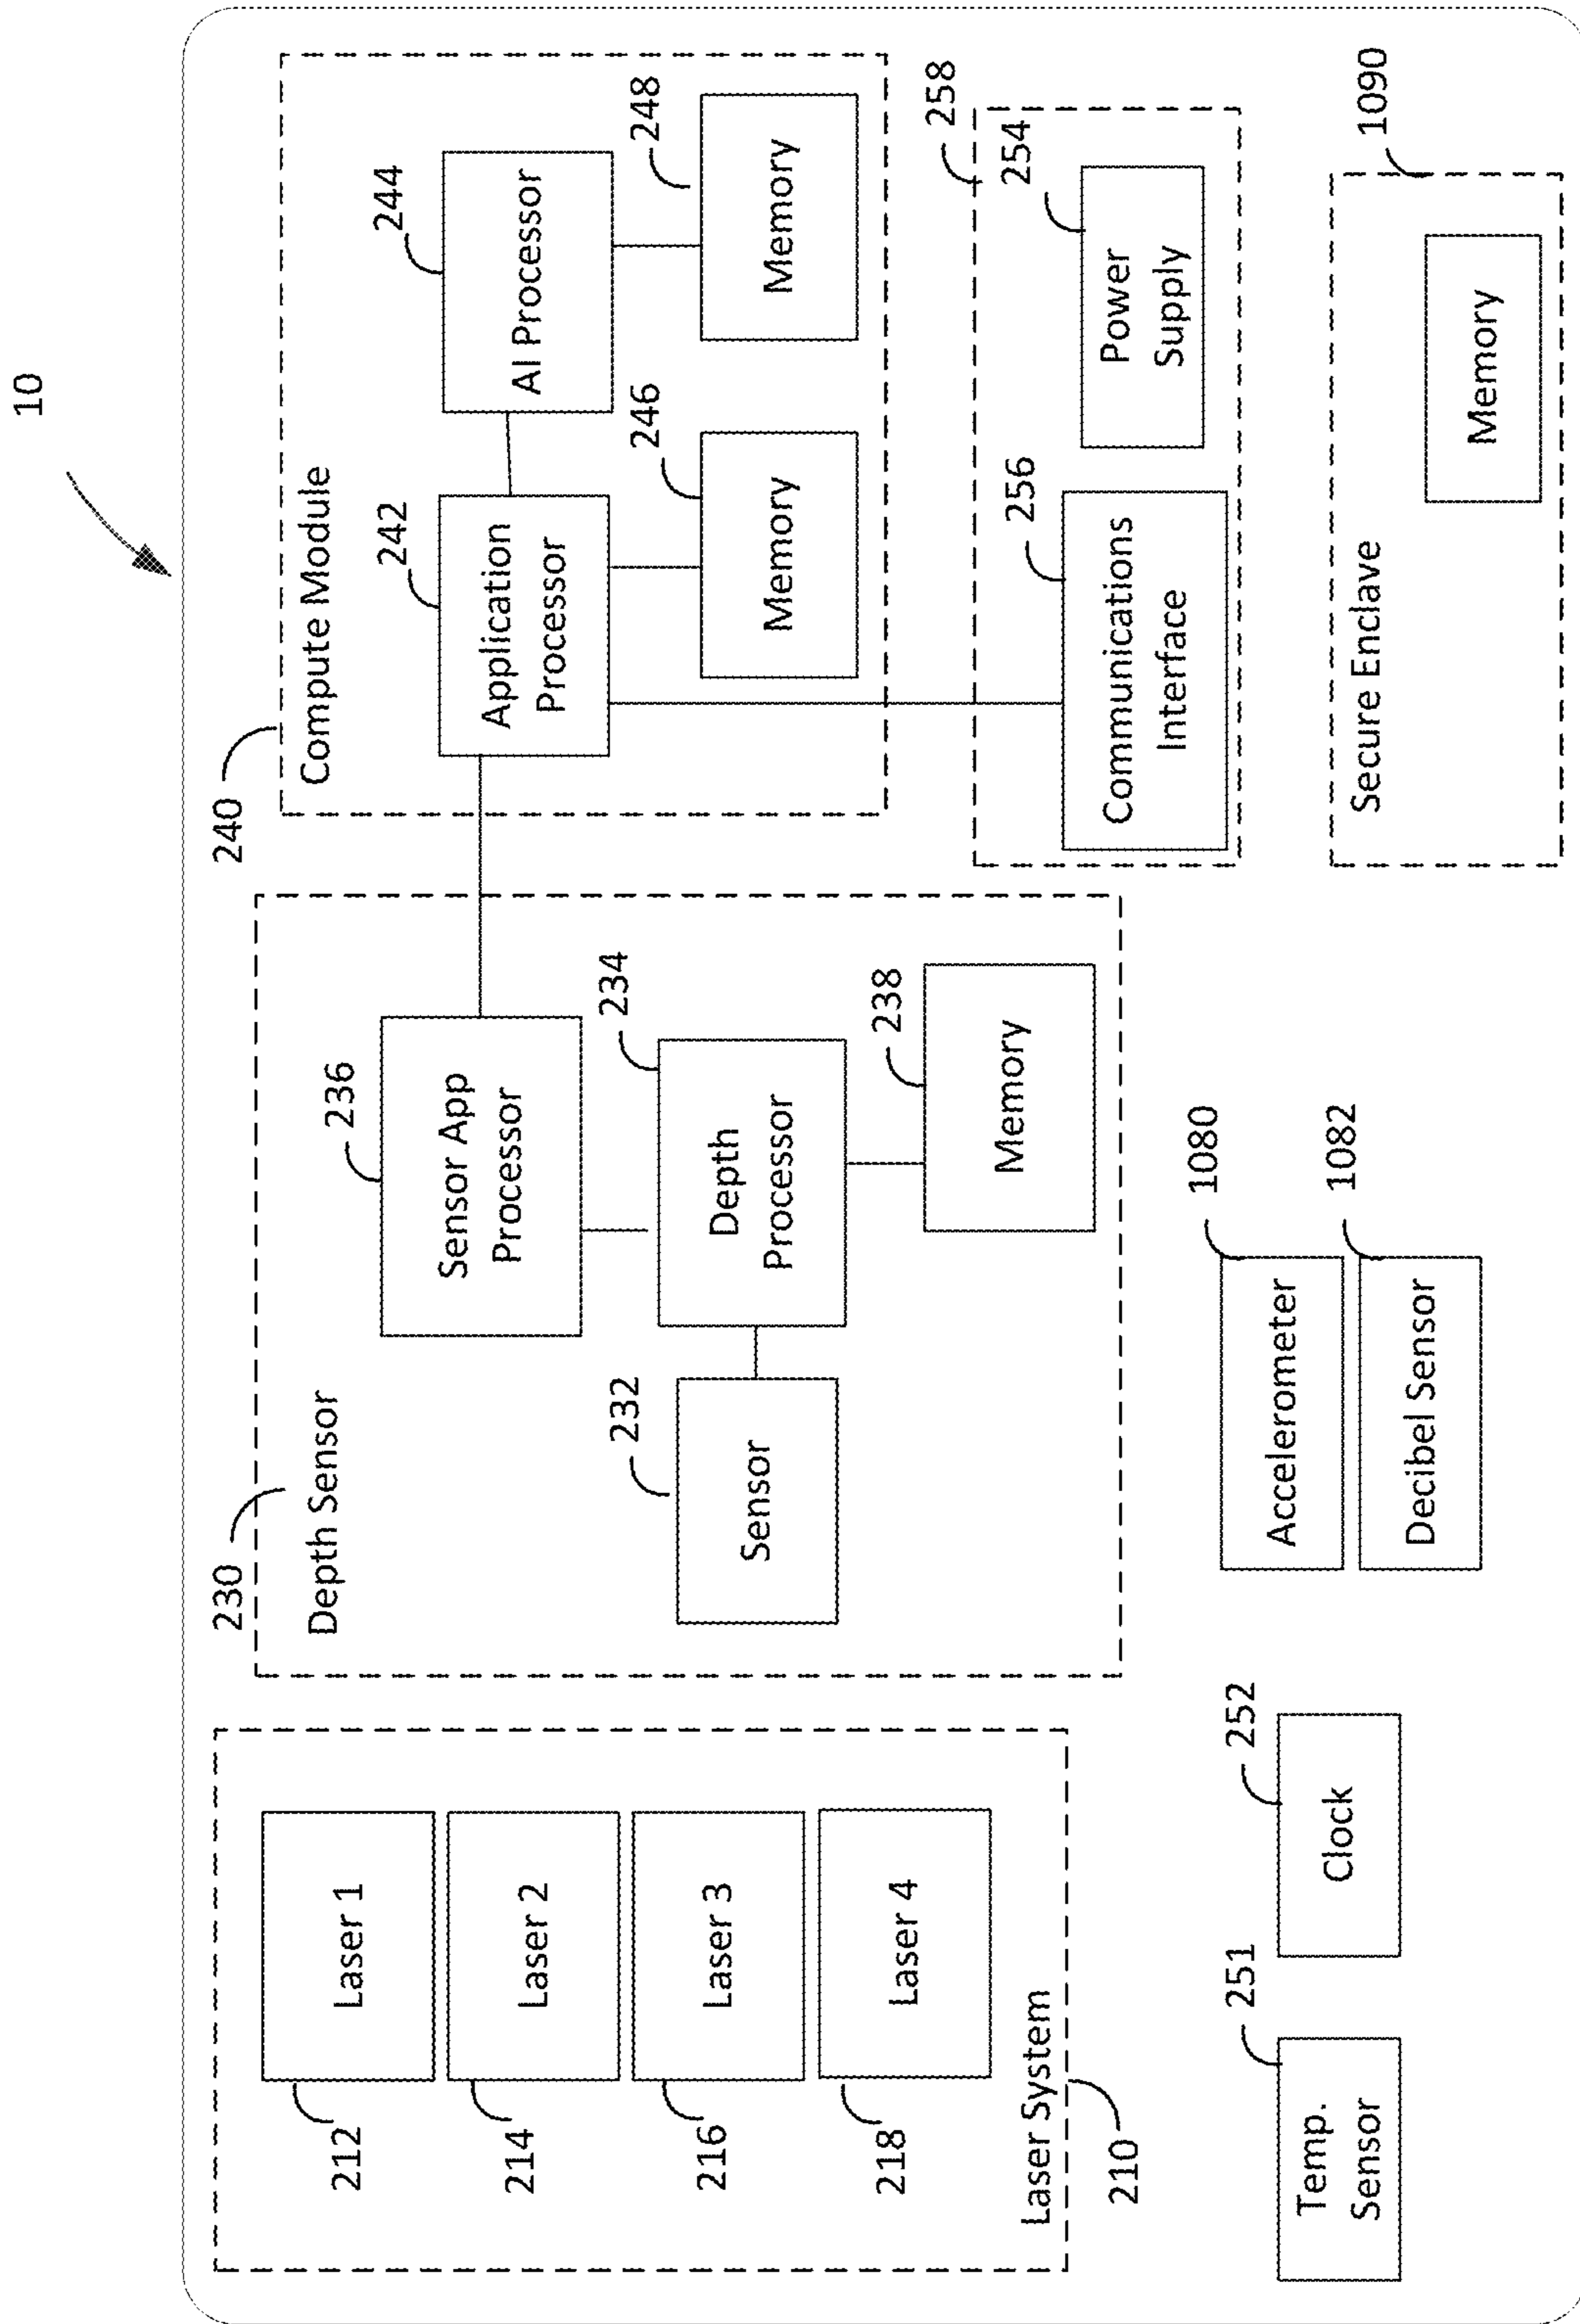 10
210
Laser System
212
Laser 1
214
Laser 2
216
Laser 3
218
Laser 4
230
Depth Sensor
236
Sensor App
Processor
232
Sensor
234
Depth
Processor
238
Memory
240
Compute Module
242
Application
Processor
244
AI Processor
246
Memory
248
Memory
258
256
Communications
Interface
254
Power
Supply
251
Temp.
Sensor
252
Clock
1080
Accelerometer
1082
Decibel Sensor
1090
Secure Enclave
Memory